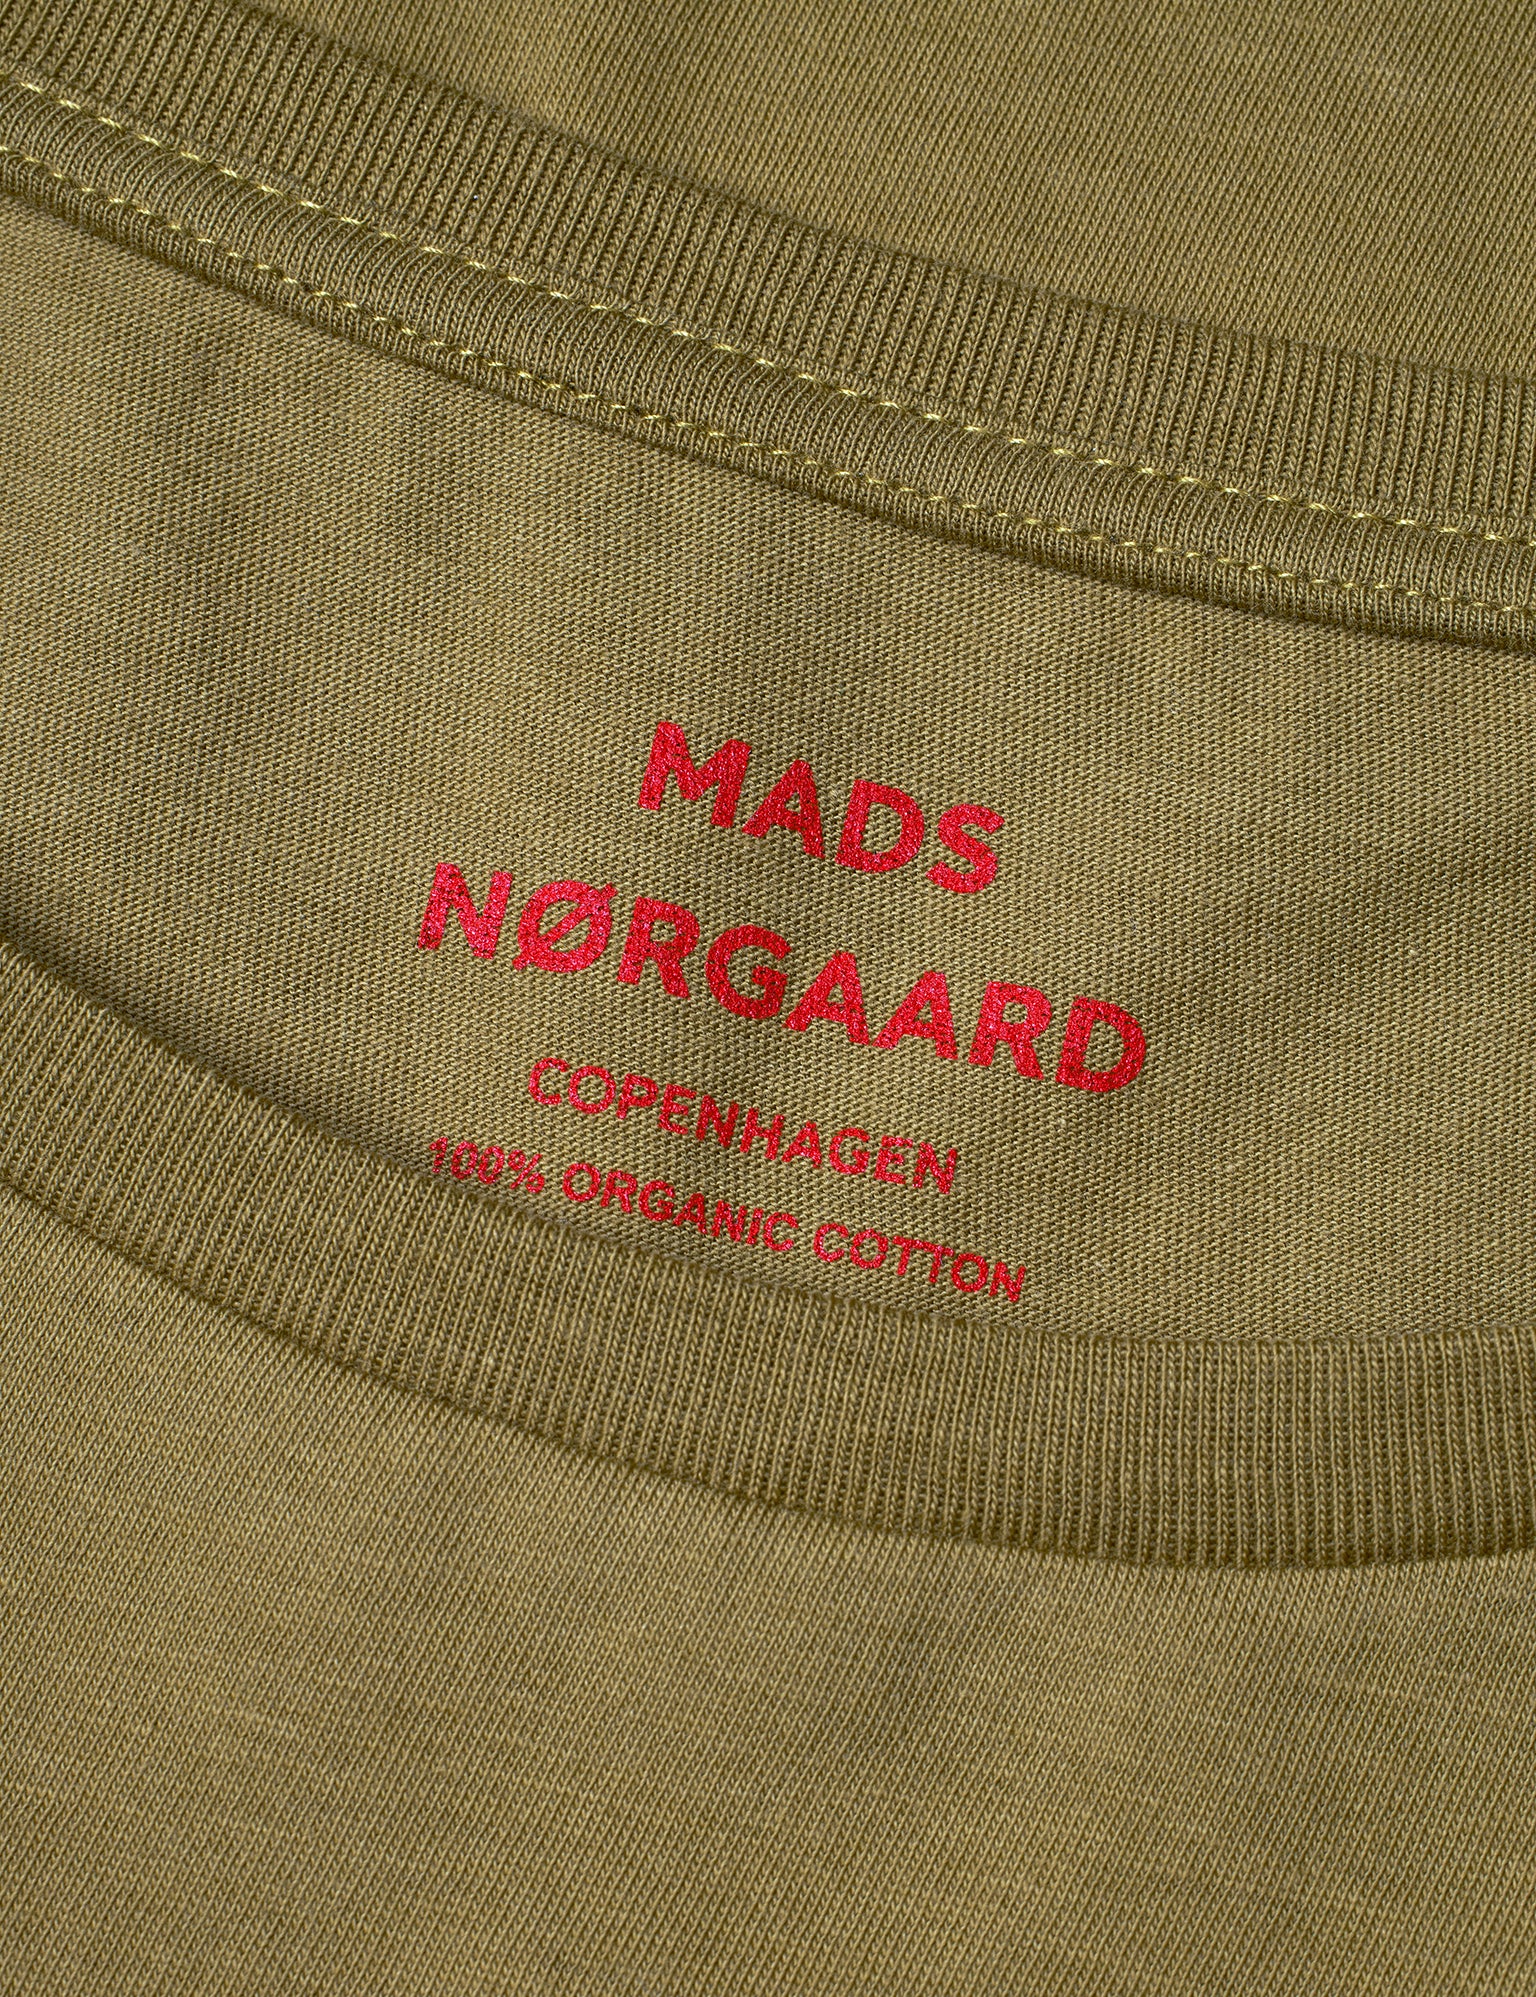 MADS
NØRGAARD
COPENHAGEN
100% ORGANIC COTTON